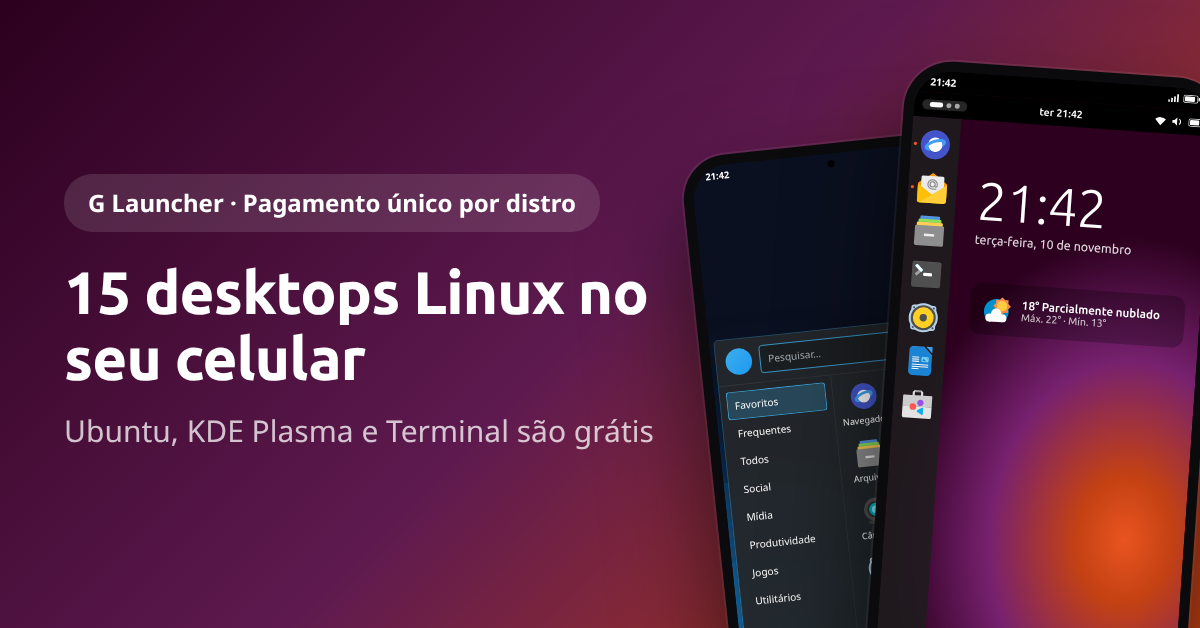 G Launcher · Pagamento único por distro
15 desktops Linux no
seu celular
Ubuntu, KDE Plasma e Terminal são grátis
21:42
Pesquisar...
Favoritos
Frequentes
Todos
Social
Mídia
Produtividade
Jogos
Utilitários
21:42
ter 21:42
21:42
terça-feira, 10 de novembro
18° Parcialmente nublado
Máx. 22° · Mín. 13°